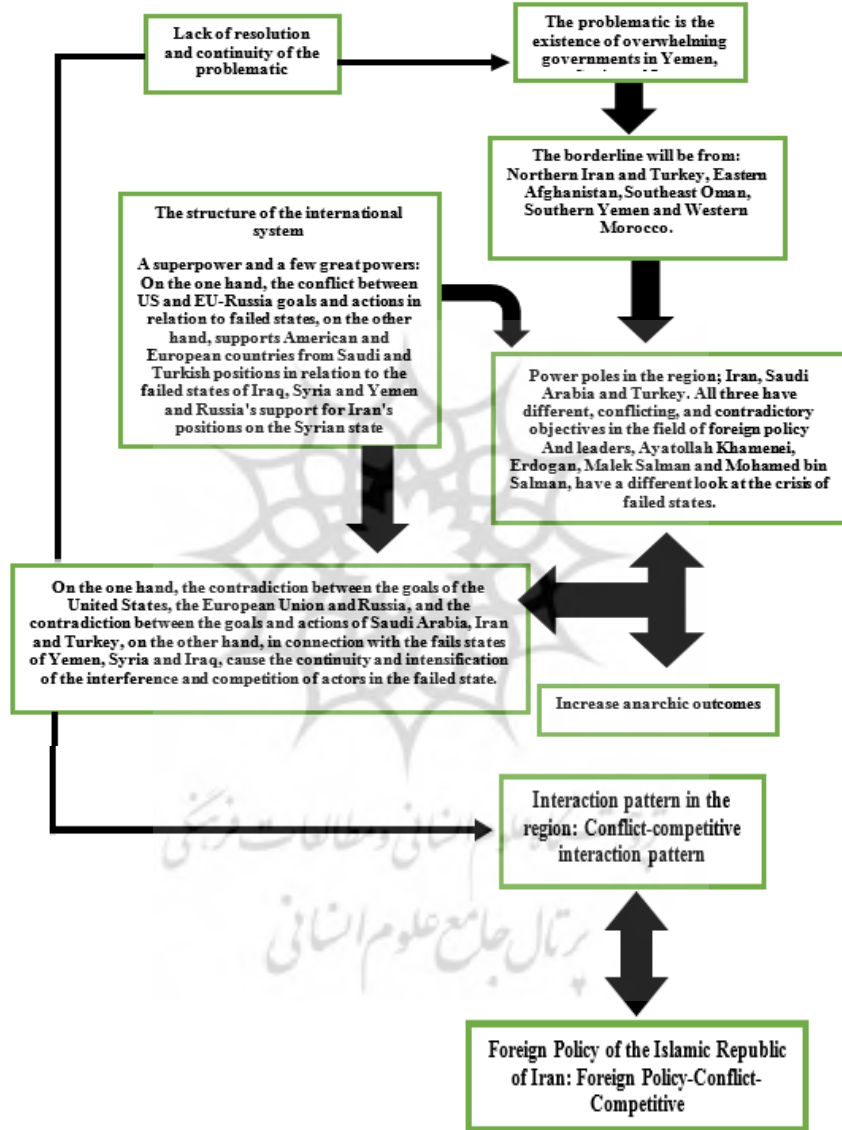 Lack of resolution
and continuity of the
problematic
The problematic is the
existence of overwhelming
governments in Yemen,
The borderline will be from:
Northern Iran and Turkey, Eastern
Afghanistan, Southeast Oman,
Southern Yemen and Western
Morocco.
The structure of the international
system
A superpower and a few great powers:
On the one hand, the conflict between
US and EU-Russia goals and actions in
relation to failed states, on the other
hand, supports American and
European countries from Saudi and
Turkish positions in relation to the
failed states of Iraq, Syria and Yemen
and Russia's support for Iran's
positions on the Syrian state
Power poles in the region; Iran, Saudi
Arabia and Turkey. All three have
different, conflicting, and contradictory
objectives in the field of foreign policy
And leaders, Ayatollah Khamenei,
Erdogan, Malek Salman and Mohamed bin
Salman, have a different look at the crisis of
failed states.
On the one hand, the contradiction between the goals of the
United States, the European Union and Russia, and the
contradiction between the goals and actions of Saudi Arabia, Iran
and Turkey, on the other hand, in connection with the fails states
of Yemen, Syria and Iraq, cause the continuity and intensification
of the interference and competition of actors in the failed state.
Increase anarchic outcomes
Interaction pattern in the
region: Conflict-competitive
interaction pattern
پرتال جامع علوم انسانی
Foreign Policy of the Islamic Republic
of Iran: Foreign Policy-Conflict-
Competitive